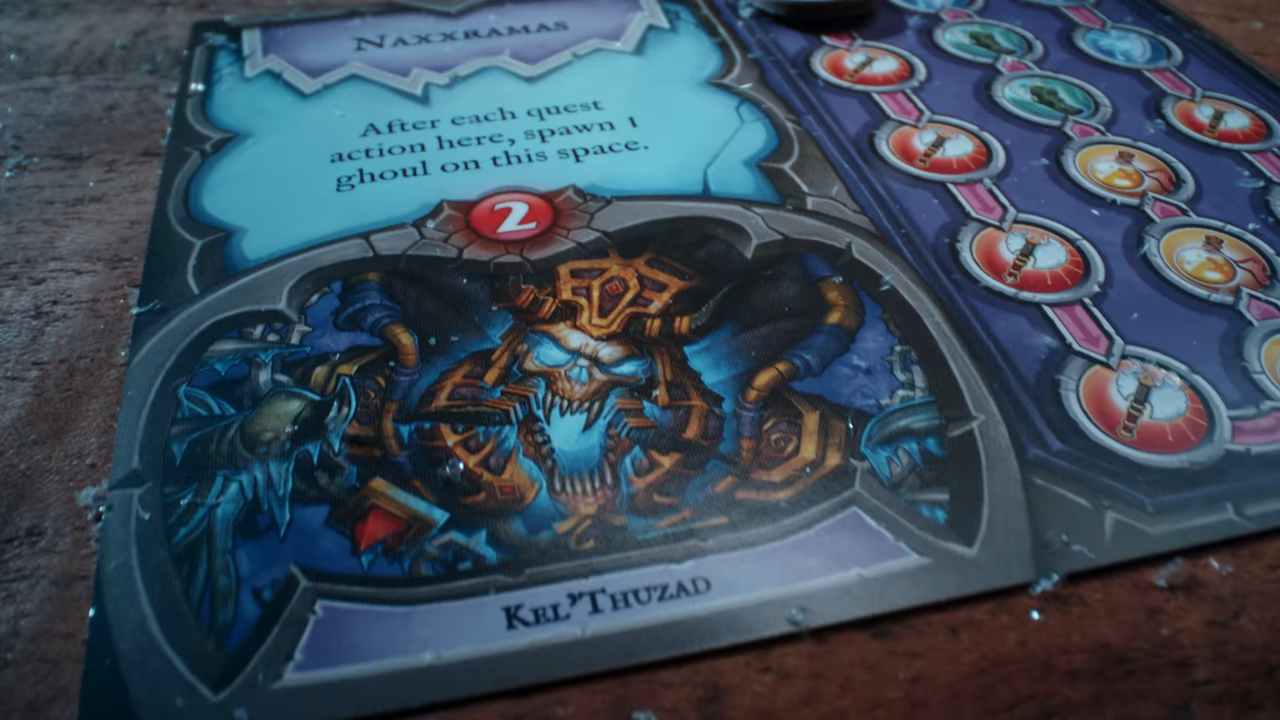 Naxxramas
After each quest
action here, spawn 1
ghoul on this space.
2
Kel'Thuzad